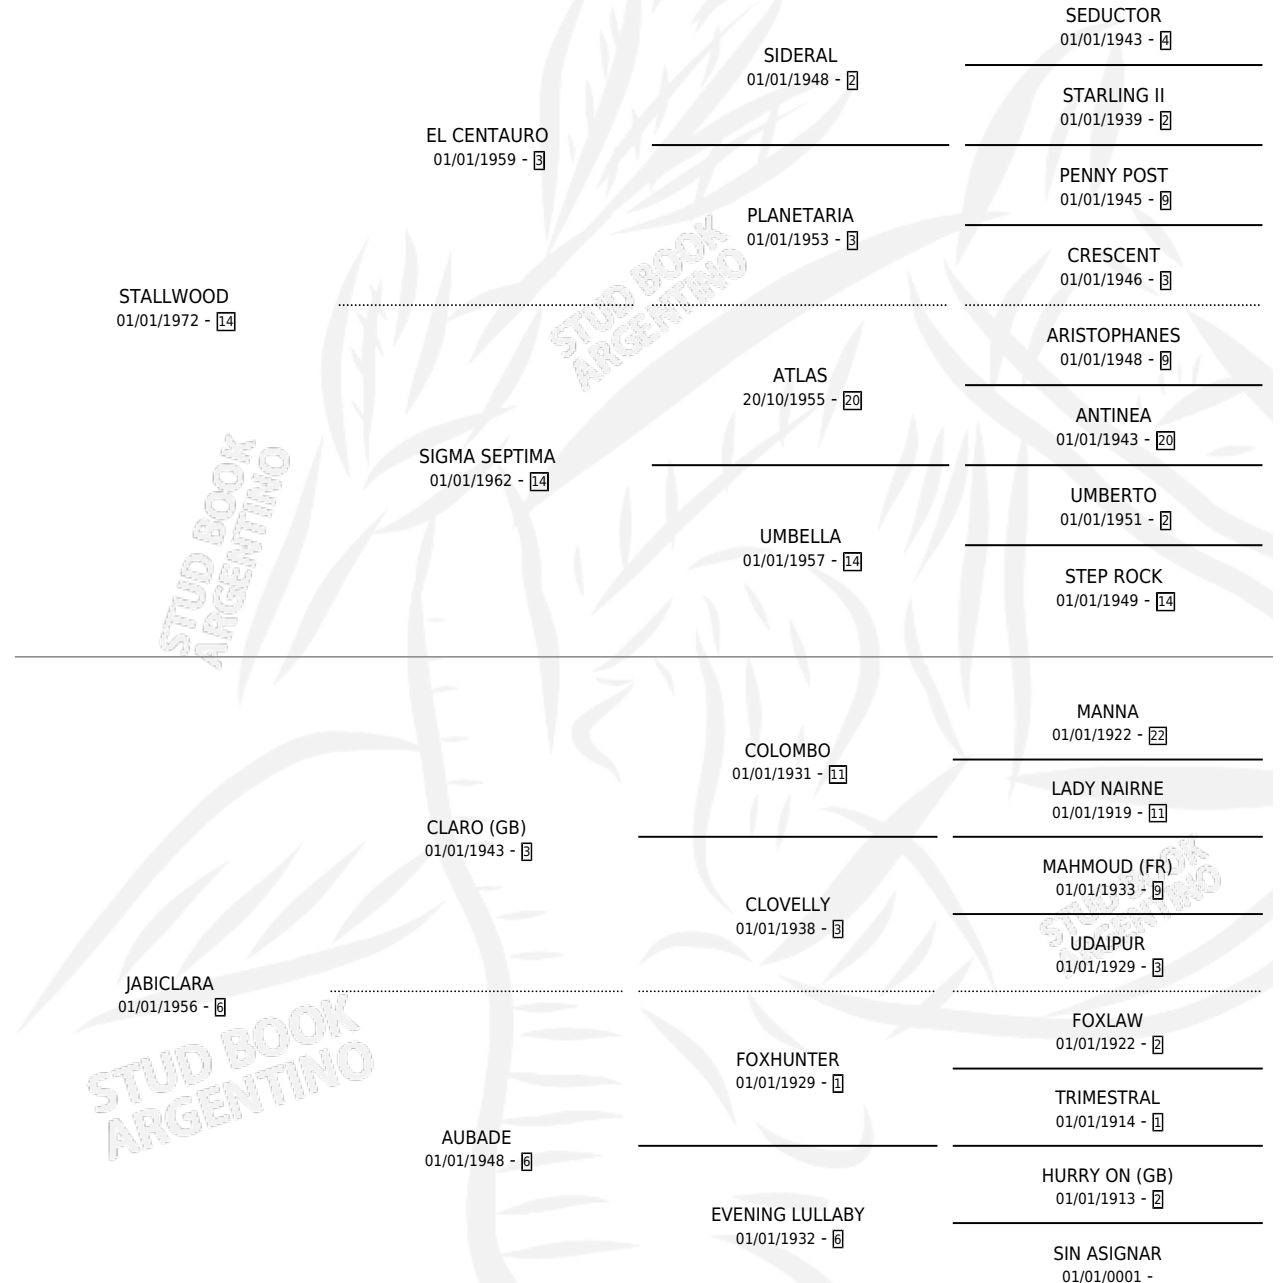 SEDUCTOR
01/01/1943 - 4
SIDERAL
01/01/1948 - 2
STARLING II
01/01/1939 - 2
EL CENTAURO
01/01/1959 - 3
PENNY POST
01/01/1945 - 9
PLANETARIA
01/01/1953 - 3
CRESCENT
01/01/1946 - 3
STALLWOOD
01/01/1972 - 14
ARISTOPHANES
01/01/1948 - 9
ATLAS
20/10/1955 - 20
ANTINEA
01/01/1943 - 20
SIGMA SEPTIMA
01/01/1962 - 14
UMBERTO
01/01/1951 - 2
UMBELLA
01/01/1957 - 14
STEP ROCK
01/01/1949 - 14
STUD BOOK
ARGENTINO
STUD BOOK
ARGENTINO
MANNA
01/01/1922 - 22
COLOMBO
01/01/1931 - 11
LADY NAIRNE
01/01/1919 - 11
CLARO (GB)
01/01/1943 - 3
MAHMOUD (FR)
01/01/1933 - 9
CLOVELLY
01/01/1938 - 3
UDAIPUR
01/01/1929 - 3
JABICLARA
01/01/1956 - 6
FOXLAW
01/01/1922 - 2
FOXHUNTER
01/01/1929 - 1
TRIMESTRAL
01/01/1914 - 1
AUBADE
01/01/1948 - 6
HURRY ON (GB)
01/01/1913 - 2
EVENING LULLABY
01/01/1932 - 6
SIN ASIGNAR
01/01/0001 -
STUD BOOK
ARGENTINO
STUD BOOK
ARGENTINO